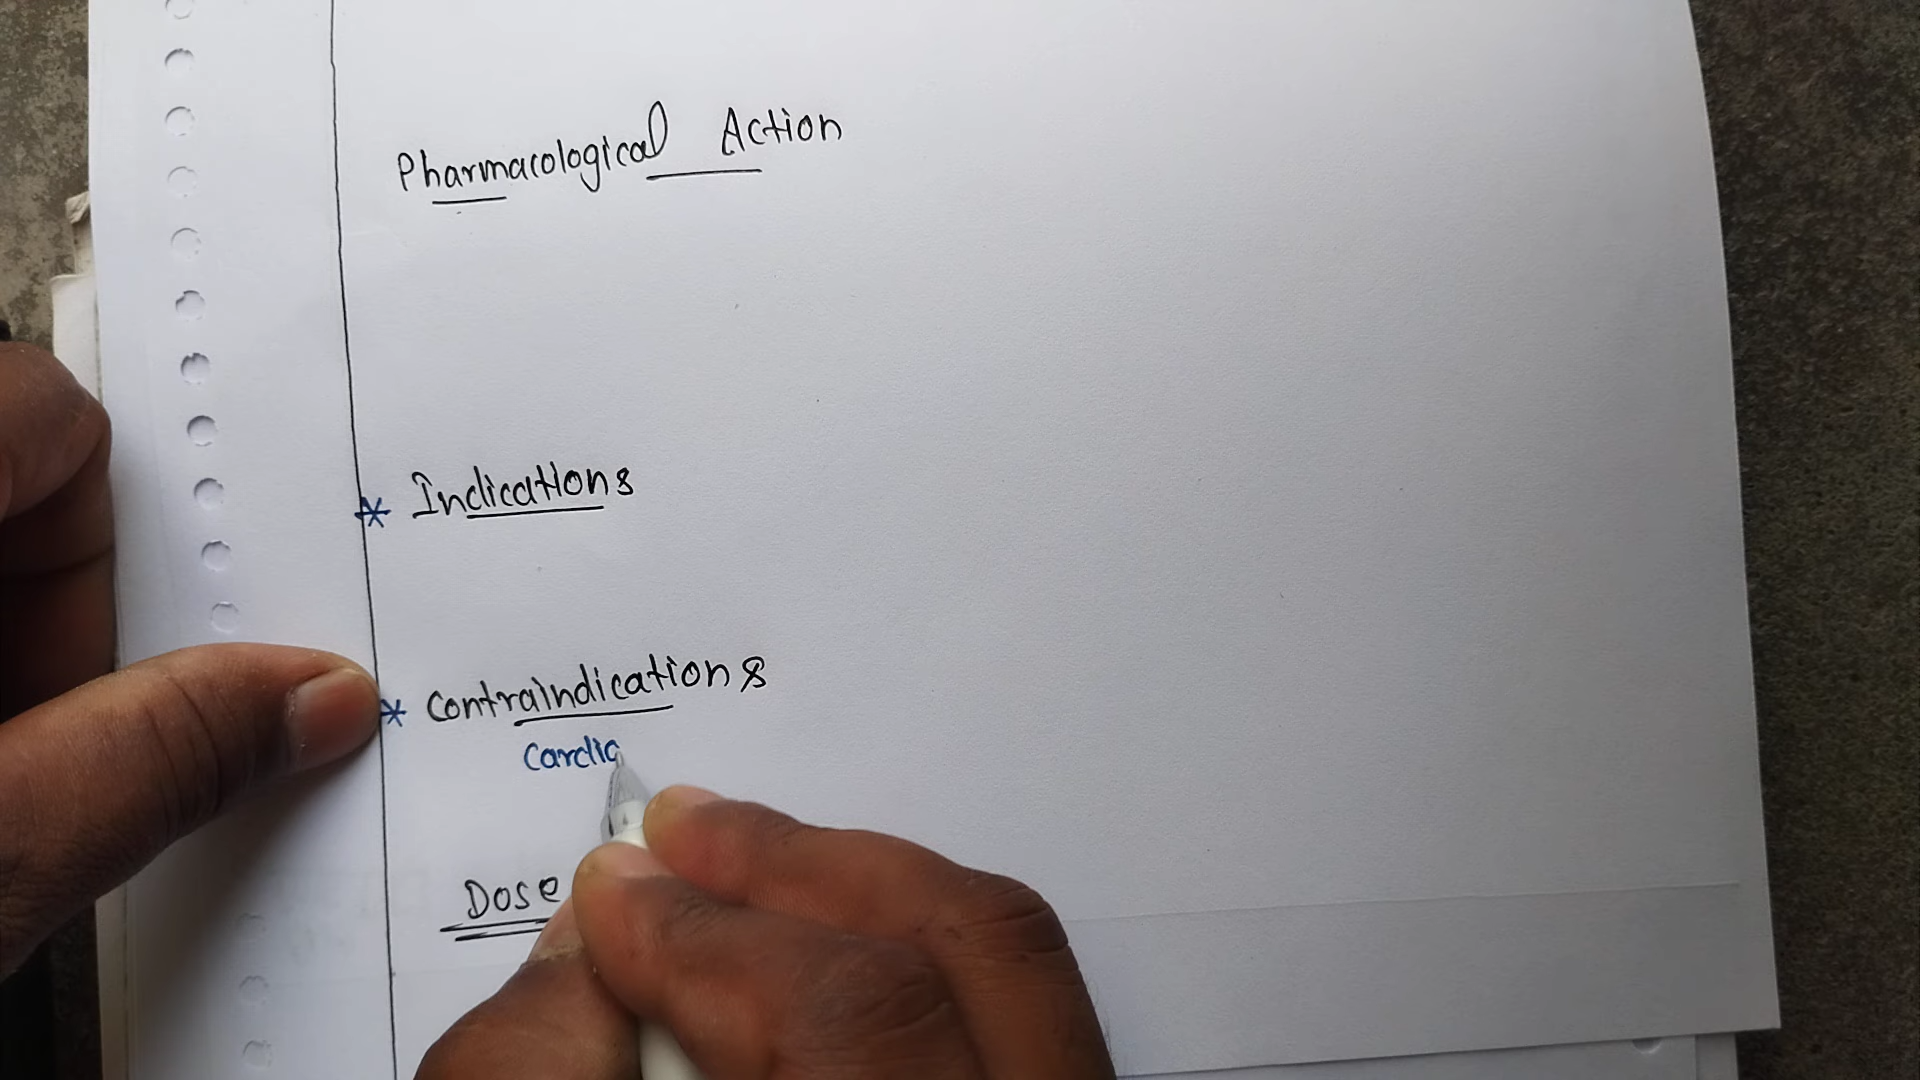 Pharmacological Action
* Indications
* Contraindications
Cardia
Dose